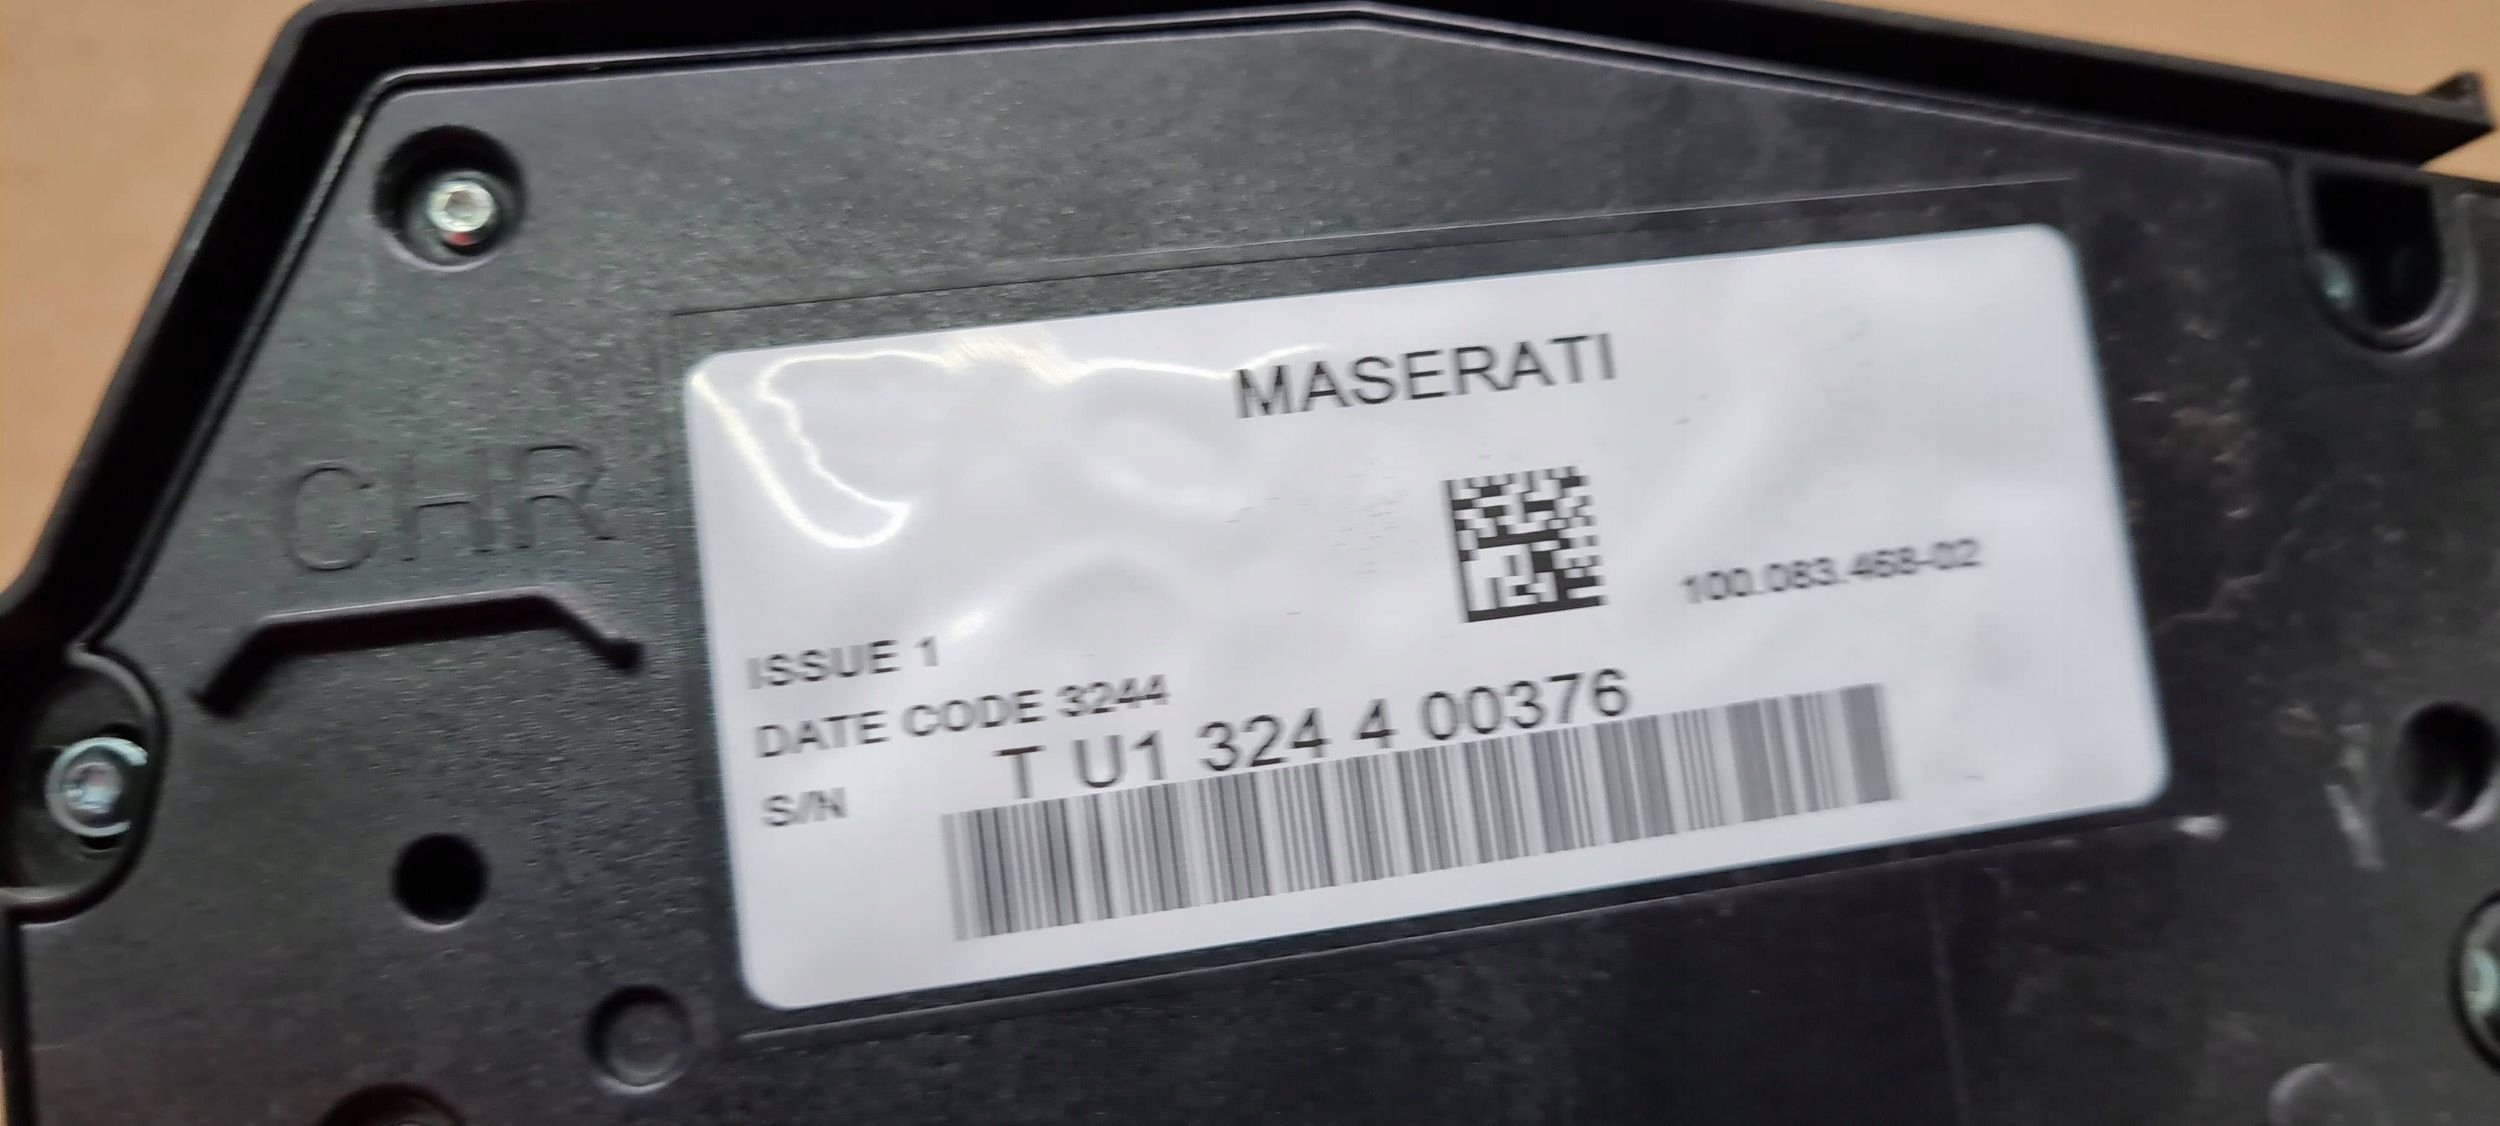 CHR
MASERATI
100.083.468-02
ISSUE 1
DATE CODE 3244
T U1 324 4 00376
S/N